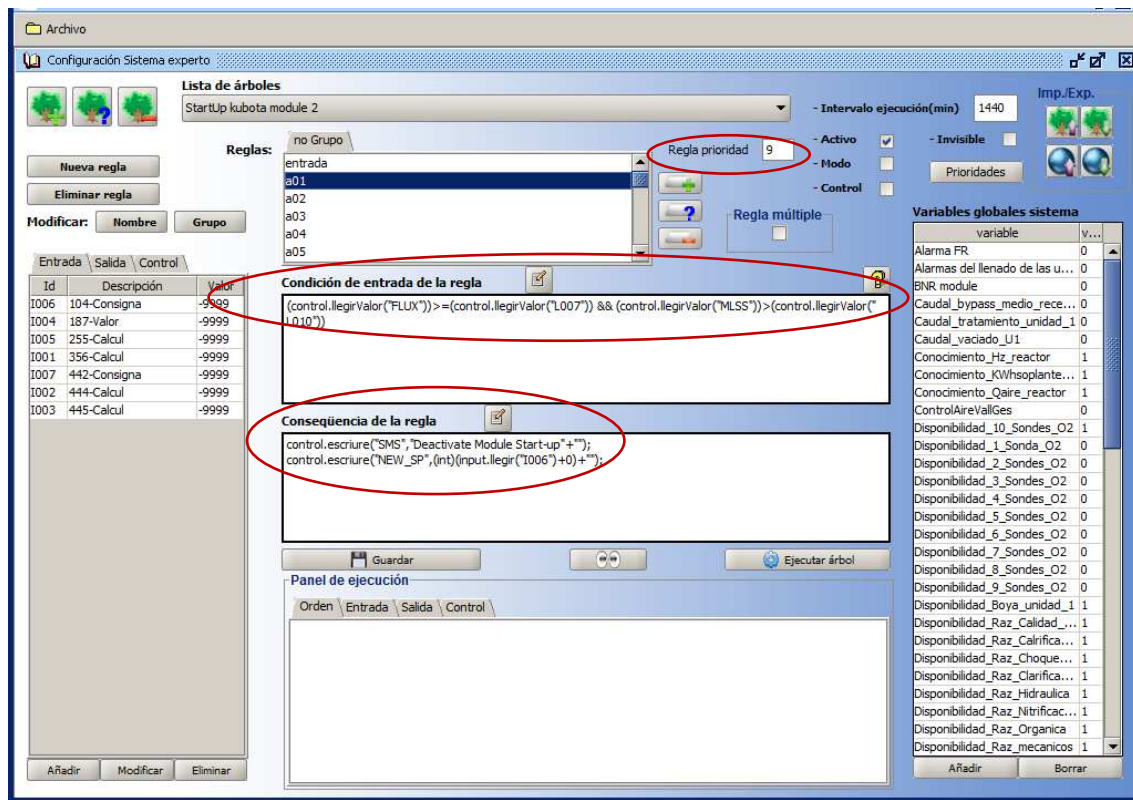 Archivo
Configuración Sistema experto
Lista de árboles
StartUp kubota module 2
- Intervalo ejecución(min) 1440
Imp./Exp.
Reglas:
no Grupo
entrada
a01
a02
a03
a04
a05
Regla prioridad 9
- Activo
- Invisible
- Modo
- Control
Prioridades
Regla múltiple
Nueva regla
Eliminar regla
Modificar: Nombre Grupo
Entrada Salida Control
Id Descripción Valor
I006 104-Consigna -9999
I004 187-Valor -9999
I005 255-Calcul -9999
I001 356-Calcul -9999
I007 442-Consigna -9999
I002 444-Calcul -9999
I003 445-Calcul -9999
Añadir Modificar Eliminar
Condición de entrada de la regla
(control.llegirValor("FLUX"))>=(control.llegirValor("L007")) && (control.llegirValor("MLSS"))>(control.llegirValor("
L010"))
Conseqüencia de la regla
control.escriure("SMS","Deactivate Module Start-up"+"");
control.escriure("NEW_SP",(int)(input.llegir("I006")+0)+"");
Guardar
Ejecutar árbol
Panel de ejecución
Orden Entrada Salida Control
Variables globales sistema
variable v...
Alarma FR 0
Alarmas del llenado de las u... 0
BNR module 0
Caudal_bypass_medio_rece... 0
Caudal_tratamiento_unidad_1 0
Caudal_vaciado_U1 0
Conocimiento_Hz_reactor 1
Conocimiento_KWhsoplante... 1
Conocimiento_Qaire_reactor 1
ControlAireVallGes 0
Disponibilidad_10_Sondes_O2 1
Disponibilidad_1_Sonda_O2 0
Disponibilidad_2_Sondes_O2 0
Disponibilidad_3_Sondes_O2 0
Disponibilidad_4_Sondes_O2 0
Disponibilidad_5_Sondes_O2 0
Disponibilidad_6_Sondes_O2 0
Disponibilidad_7_Sondes_O2 0
Disponibilidad_8_Sondes_O2 0
Disponibilidad_9_Sondes_O2 0
Disponibilidad_Boya_unidad_1 1
Disponibilidad_Raz_Calidad_... 1
Disponibilidad_Raz_Calrifica... 1
Disponibilidad_Raz_Choque... 1
Disponibilidad_Raz_Clarifica... 1
Disponibilidad_Raz_Hidraulica 1
Disponibilidad_Raz_Nitrificac... 1
Disponibilidad_Raz_Organica 1
Disponibilidad_Raz_mecanicos 1
Añadir Borrar